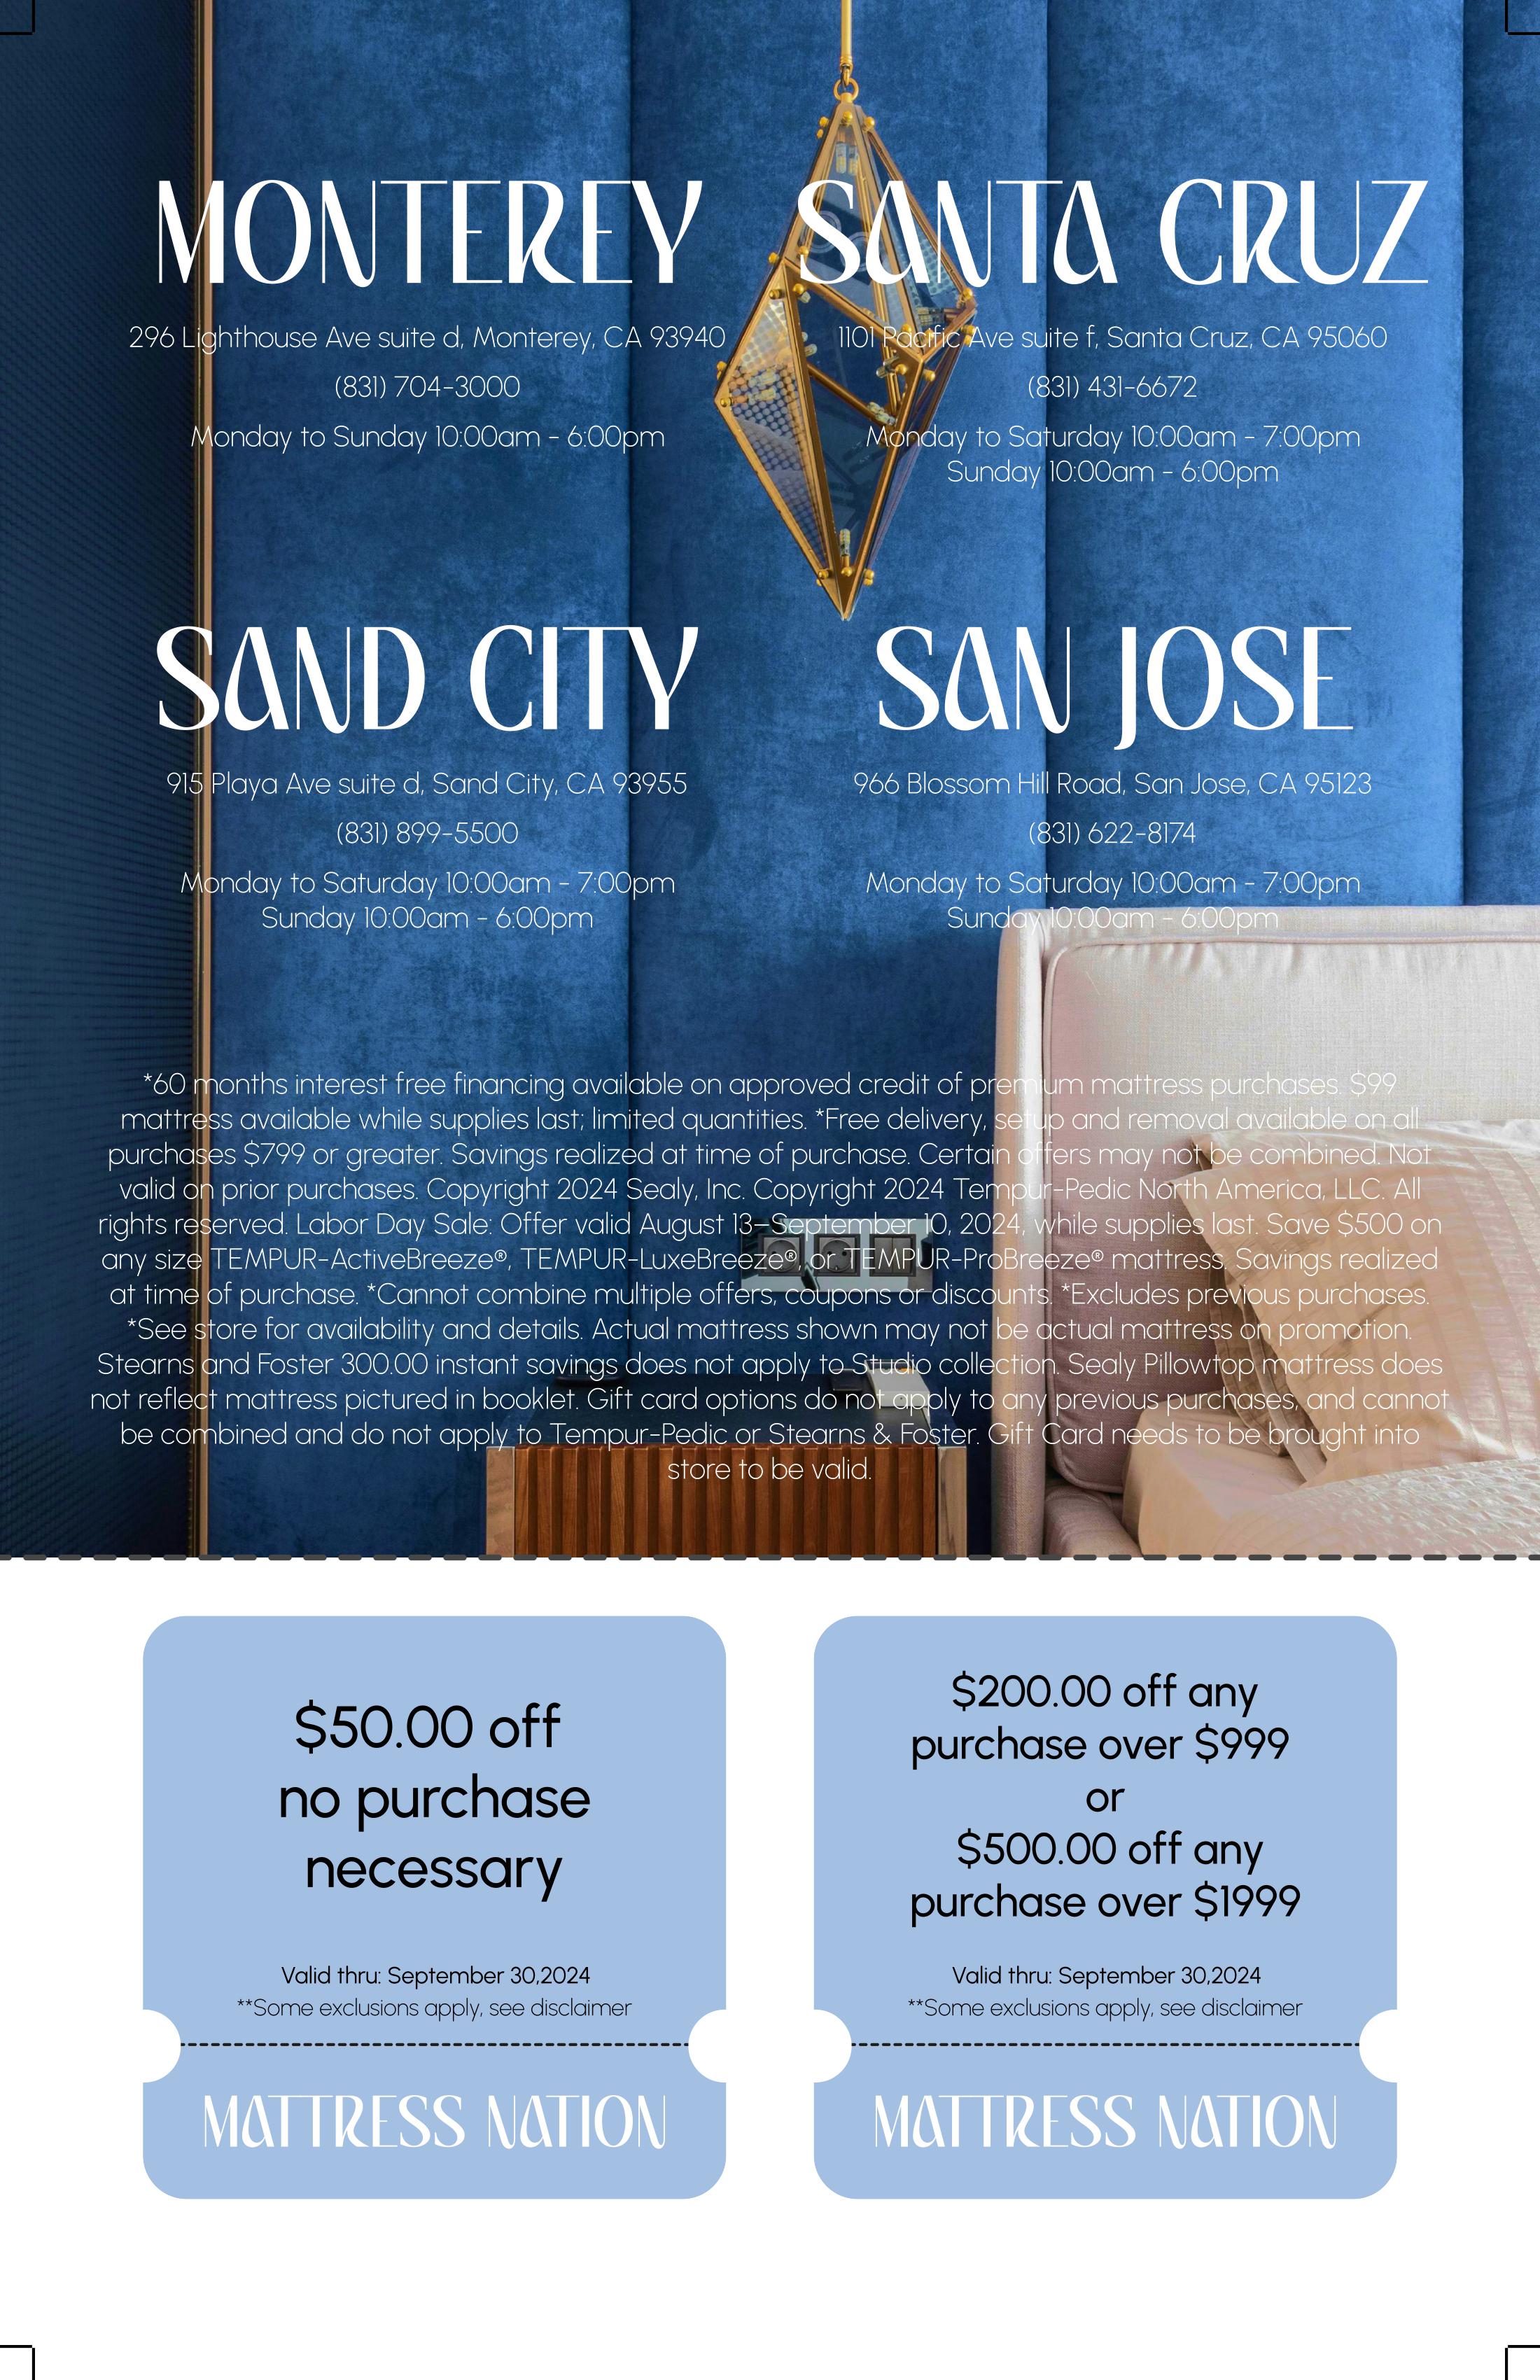 MONTEREY
296 Lighthouse Ave suite d, Monterey, CA 93940
(831) 704-3000
Monday to Sunday 10:00am - 6:00pm
SANTA CRUZ
1101 Pacific Ave suite f, Santa Cruz, CA 95060
(831) 431-6672
Monday to Saturday 10:00am - 7:00pm
Sunday 10:00am - 6:00pm
SAND CITY
915 Playa Ave suite d, Sand City, CA 93955
(831) 899-5500
Monday to Saturday 10:00am - 7:00pm
Sunday 10:00am - 6:00pm
SAN JOSE
966 Blossom Hill Road, San Jose, CA 95123
(831) 622-8174
Monday to Saturday 10:00am - 7:00pm
Sunday 10:00am - 6:00pm
*60 months interest free financing available on approved credit of premium mattress purchases. $99
mattress available while supplies last; limited quantities. *Free delivery, setup and removal available on all
purchases $799 or greater. Savings realized at time of purchase. Certain offers may not be combined. Not
valid on prior purchases. Copyright 2024 Sealy, Inc. Copyright 2024 Tempur-Pedic North America, LLC. All
rights reserved. Labor Day Sale: Offer valid August 13–September 10, 2024, while supplies last. Save $500 on
any size TEMPUR-ActiveBreeze®, TEMPUR-LuxeBreeze®, or TEMPUR-ProBreeze® mattress. Savings realized
at time of purchase. *Cannot combine multiple offers, coupons or discounts. *Excludes previous purchases.
*See store for availability and details. Actual mattress shown may not be actual mattress on promotion.
Stearns and Foster 300.00 instant savings does not apply to Studio collection. Sealy Pillowtop mattress does
not reflect mattress pictured in booklet. Gift card options do not apply to any previous purchases, and cannot
be combined and do not apply to Tempur-Pedic or Stearns & Foster. Gift Card needs to be brought into
store to be valid.
$50.00 off
no purchase
necessary
Valid thru: September 30,2024
**Some exclusions apply, see disclaimer
MATTRESS NATION
$200.00 off any
purchase over $999
or
$500.00 off any
purchase over $1999
Valid thru: September 30,2024
**Some exclusions apply, see disclaimer
MATTRESS NATION